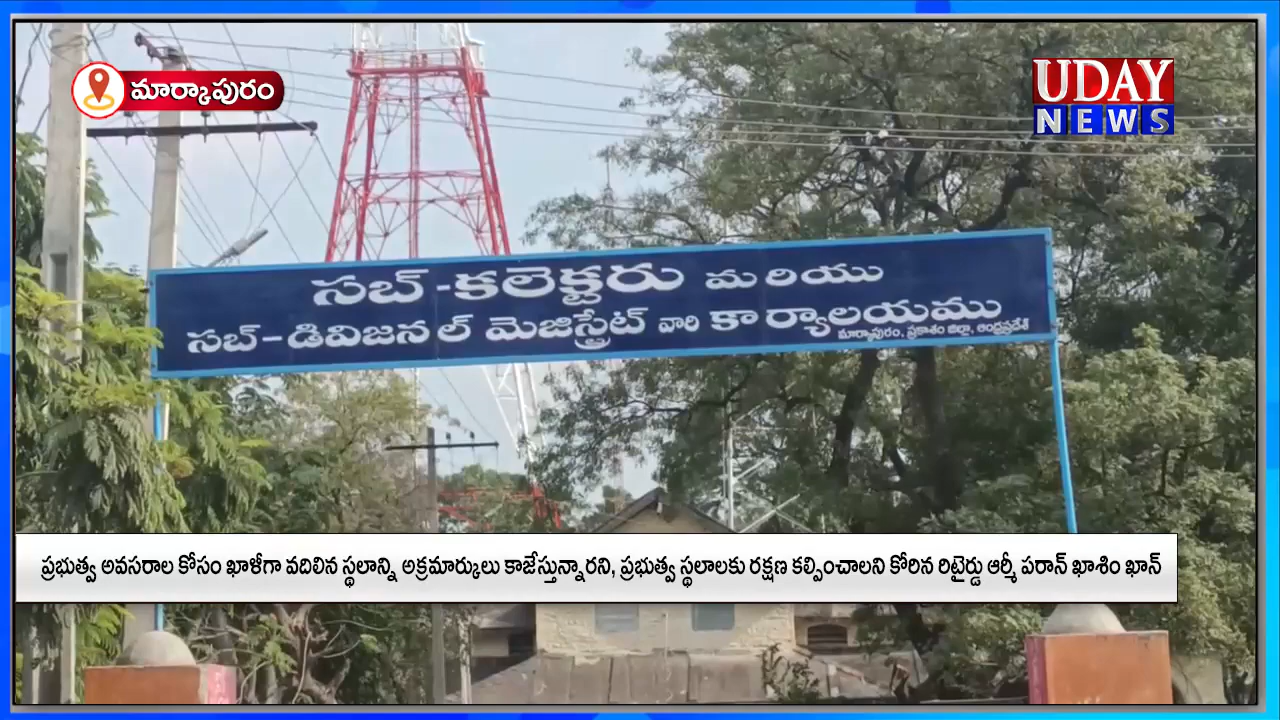 మార్కాపురం
UDAY
NEWS
సబ్-కలెక్టరు మరియు
సబ్-డివిజనల్ మెజిస్ట్రేట్ వారి కార్యాలయము
మార్కాపురం, ప్రకాశం జిల్లా, ఆంధ్రప్రదేశ్
ప్రభుత్వ అవసరాల కోసం ఖాళీగా వదిలిన స్థలాన్ని అక్రమార్కులు కాజేస్తున్నారని, ప్రభుత్వ స్థలాలకు రక్షణ కల్పించాలని కోరిన రిటైర్డు ఆర్మీ పఠాన్ ఖాశిం ఖాన్